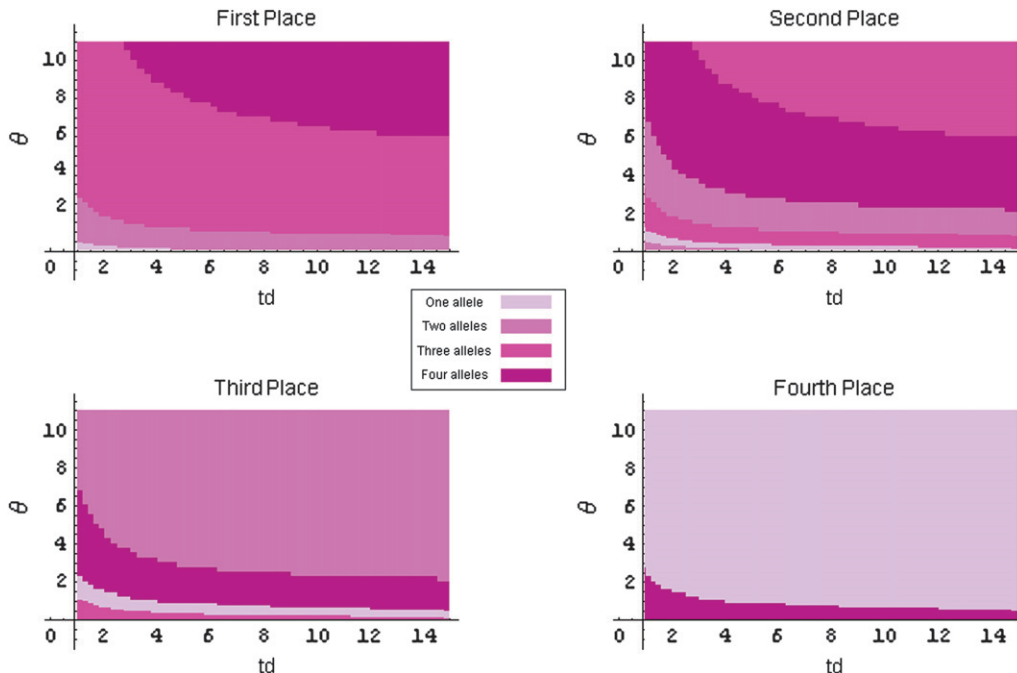 First Place
10
8
6
4
2
θ
0 2 4 6 8 10 12 14
td
Second Place
10
8
6
4
2
θ
0 2 4 6 8 10 12 14
td
One allele
Two alleles
Three alleles
Four alleles
Third Place
10
8
6
4
2
θ
0 2 4 6 8 10 12 14
td
Fourth Place
10
8
6
4
2
θ
0 2 4 6 8 10 12 14
td